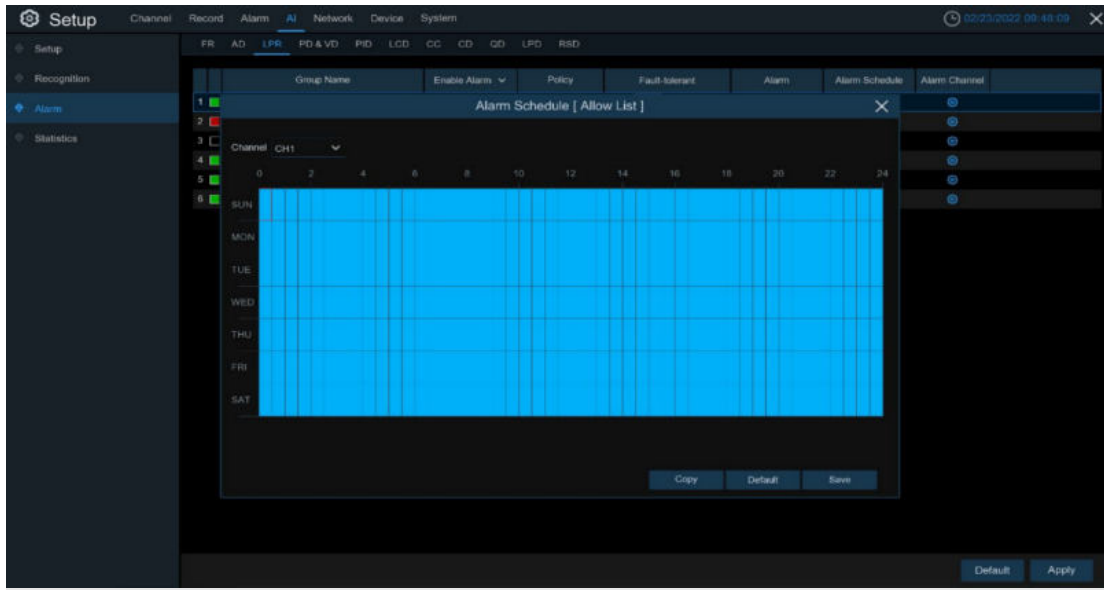 Setup Channel Record Alarm AI Network Device System 02/23/2022 09:48:09
Setup
FR AD LPR PD & VD PID LCD CC CD QD LPD RSD
Recognition
Group Name Enable Alarm Policy Fault-tolerant Alarm Alarm Schedule Alarm Channel
Alarm
1
Alarm Schedule [ Allow List ]
2
Statistics
3
Channel CH1
4
5
0 2 4 6 8 10 12 14 16 18 20 22 24
6
SUN
MON
TUE
WED
THU
FRI
SAT
Copy Default Save
Default Apply